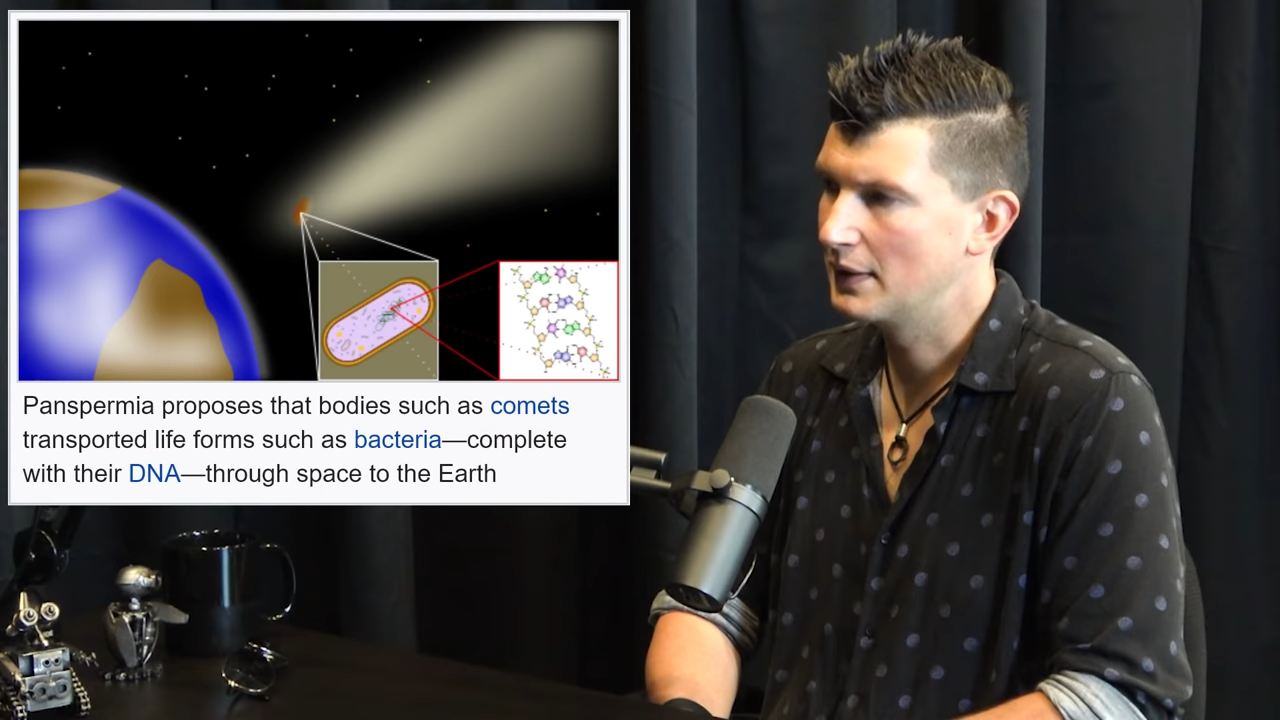 Panspermia proposes that bodies such as comets
transported life forms such as bacteria—complete
with their DNA—through space to the Earth